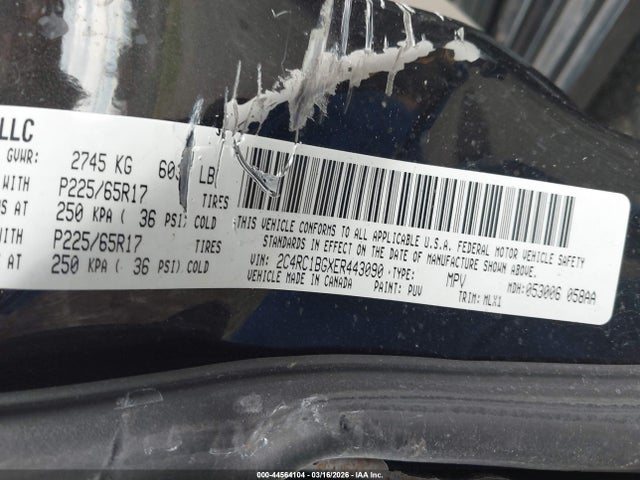 LLC
GVWR: 2745 KG LB
WITH P225/65R17 TIRES
AT 250 KPA ( 36 PSI) COLD
WITH P225/65R17 TIRES
AT 250 KPA ( 36 PSI) COLD
THIS VEHICLE CONFORMS TO ALL APPLICABLE U.S.A. FEDERAL MOTOR VEHICLE SAFETY
STANDARDS IN EFFECT ON THE DATE OF MANUFACTURE SHOWN ABOVE.
VIN: 2C4RC1BGXER443090 TYPE: MPV MDH: 053006 058AA
VEHICLE MADE IN CANADA PAINT: PUV TRIM: MLX1
000-44564104 | 03/16/2026 | © IAA Inc.